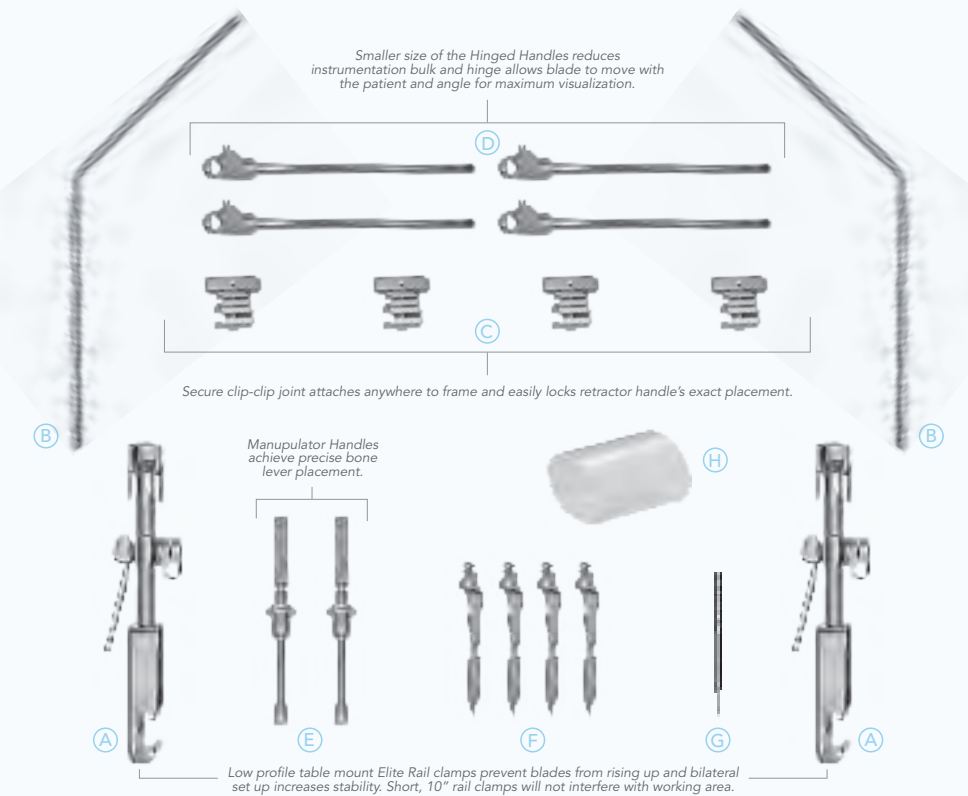 Smaller size of the Hinged Handles reduces
instrumentation bulk and hinge allows blade to move with
the patient and angle for maximum visualization.
D
C
Secure clip-clip joint attaches anywhere to frame and easily locks retractor handle's exact placement.
B
B
Manupulator Handles
achieve precise bone
lever placement.
H
A
E
F
G
A
Low profile table mount Elite Rail clamps prevent blades from rising up and bilateral
set up increases stability. Short, 10" rail clamps will not interfere with working area.